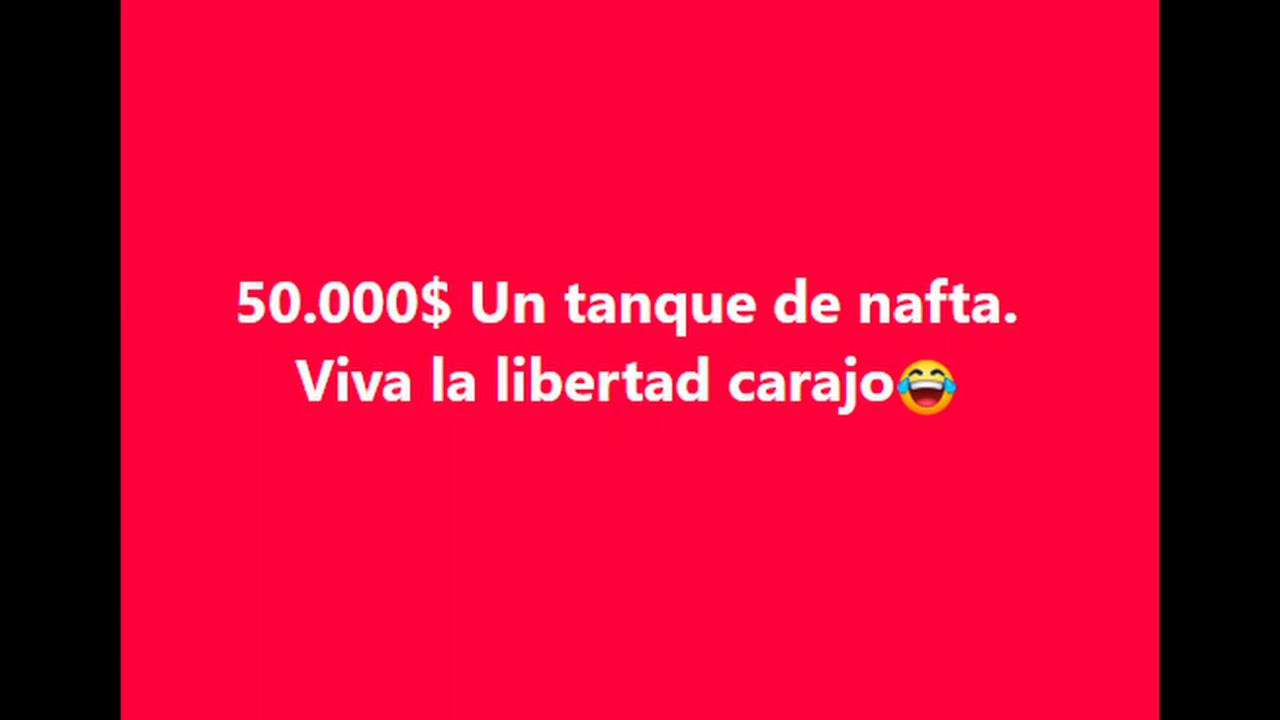 50.000$ Un tanque de nafta.
Viva la libertad carajo😂